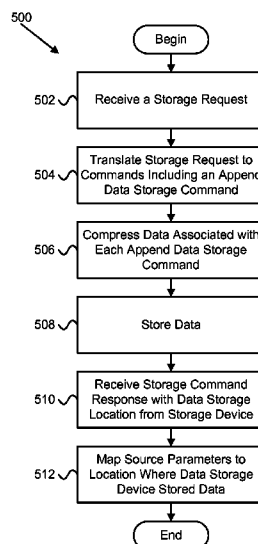 500
Begin
502
Receive a Storage Request
504
Translate Storage Request to
Commands Including an Append
Data Storage Command
506
Compress Data Associated with
Each Append Data Storage
Command
508
Store Data
510
Receive Storage Command
Response with Data Storage
Location from Storage Device
512
Map Source Parameters to
Location Where Data Storage
Device Stored Data
End